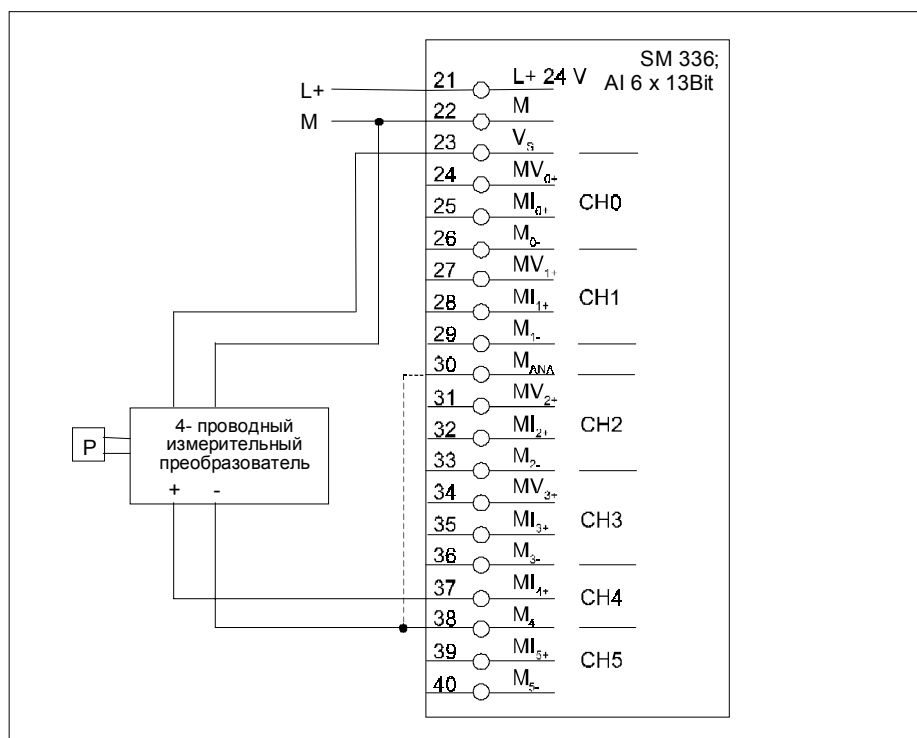 SM 336;
AI 6 x 13Bit
L+
M
21 L+ 24 V
22 M
23 Vs
24 MV0+
25 MI0+
26 M0-
CH0
27 MV1+
28 MI1+
29 M1-
CH1
30 MANA
31 MV2+
32 MI2+
33 M2-
CH2
34 MV3+
35 MI3+
36 M3-
CH3
37 MI4+
38 M4
CH4
39 MI5+
40 M5-
CH5
P
4- проводный
измерительный
преобразователь
+ -